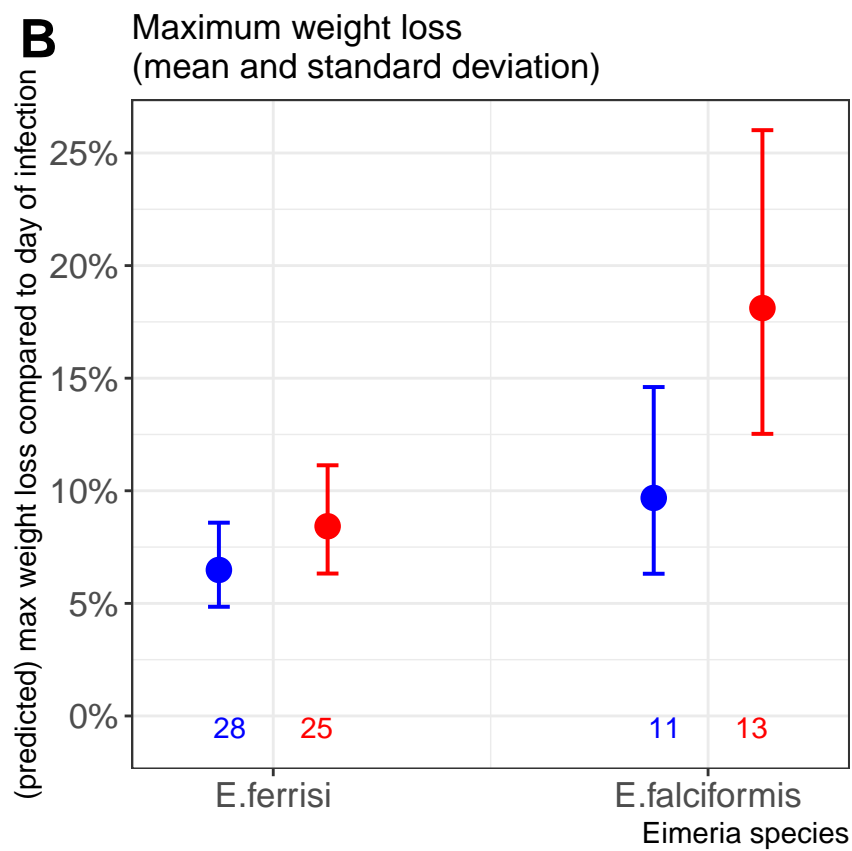 B
Maximum weight loss
(mean and standard deviation)
(predicted) max weight loss compared to day of infection
25%
20%
15%
10%
5%
0%
28 25 11 13
E.ferrisi E.falciformis
Eimeria species